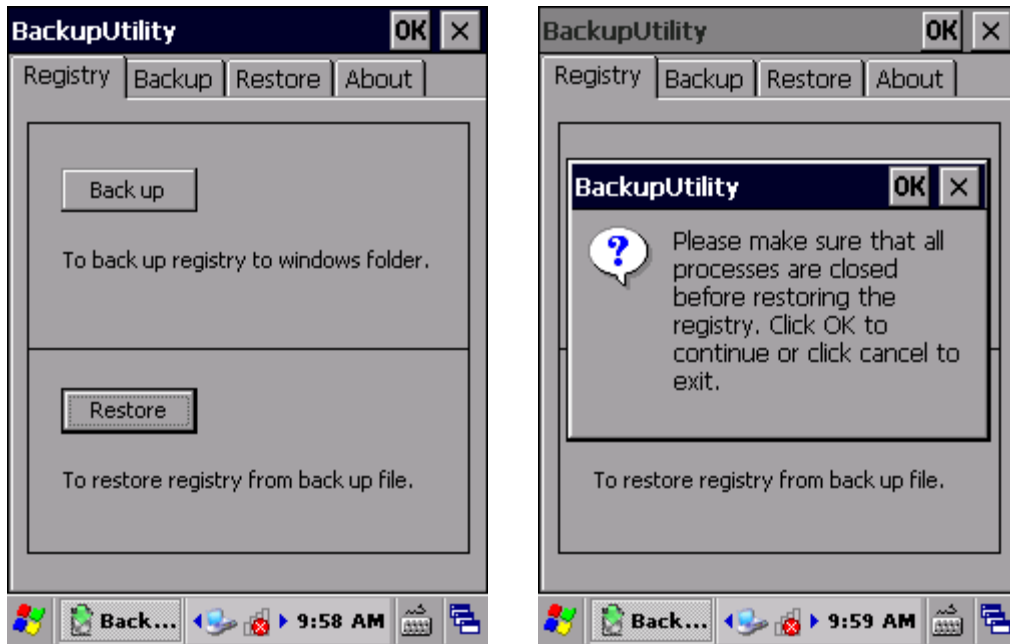 BackupUtility OK ×
Registry Backup Restore About
Back up
To back up registry to windows folder.
Restore
To restore registry from back up file.
Back... 9:58 AM
BackupUtility OK ×
Registry Backup Restore About
BackupUtility OK ×
Please make sure that all
processes are closed
before restoring the
registry. Click OK to
continue or click cancel to
exit.
To restore registry from back up file.
Back... 9:59 AM